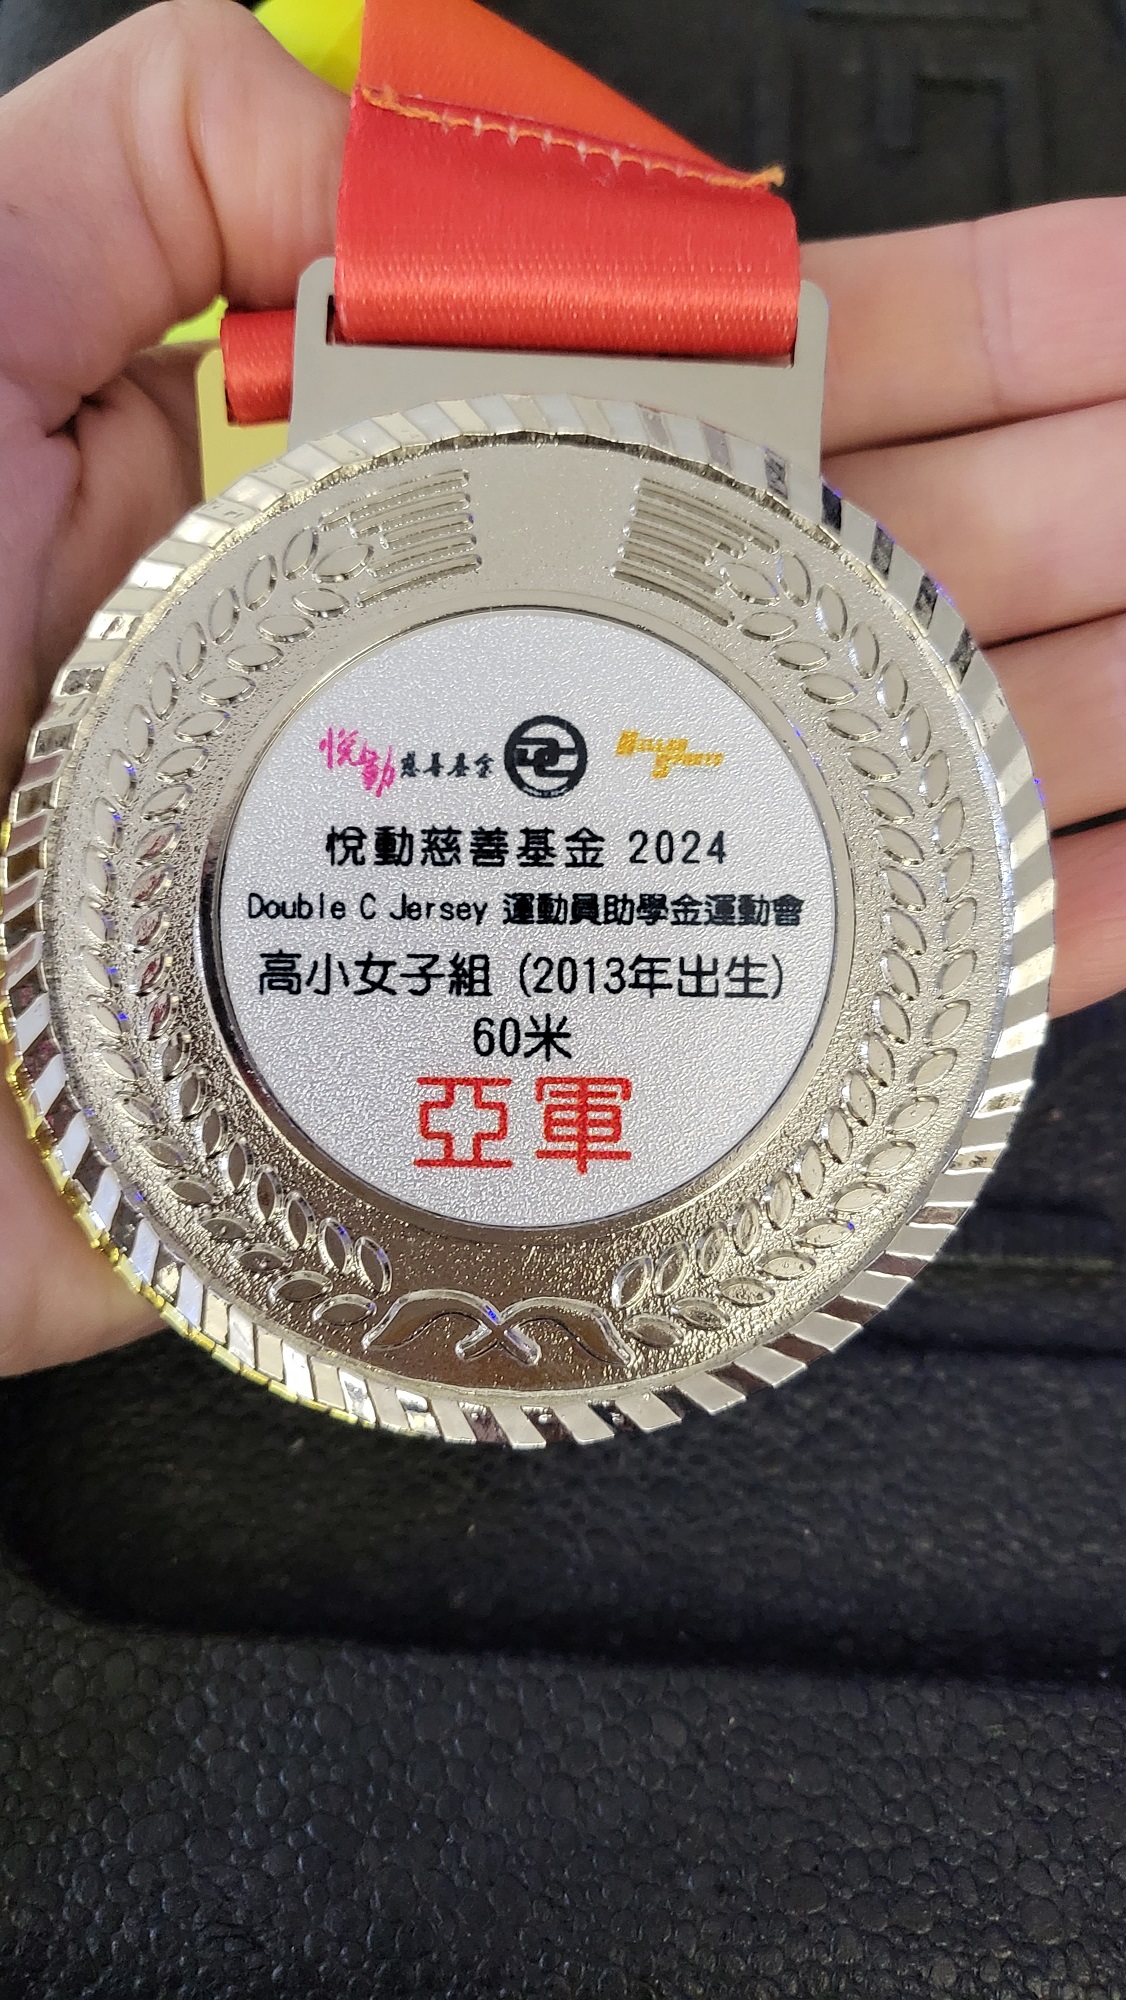 悅動慈善基金 DC
悅動慈善基金 2024
Double C Jersey 運動員助學金運動會
高小女子組 (2013年出生)
60米
亞軍